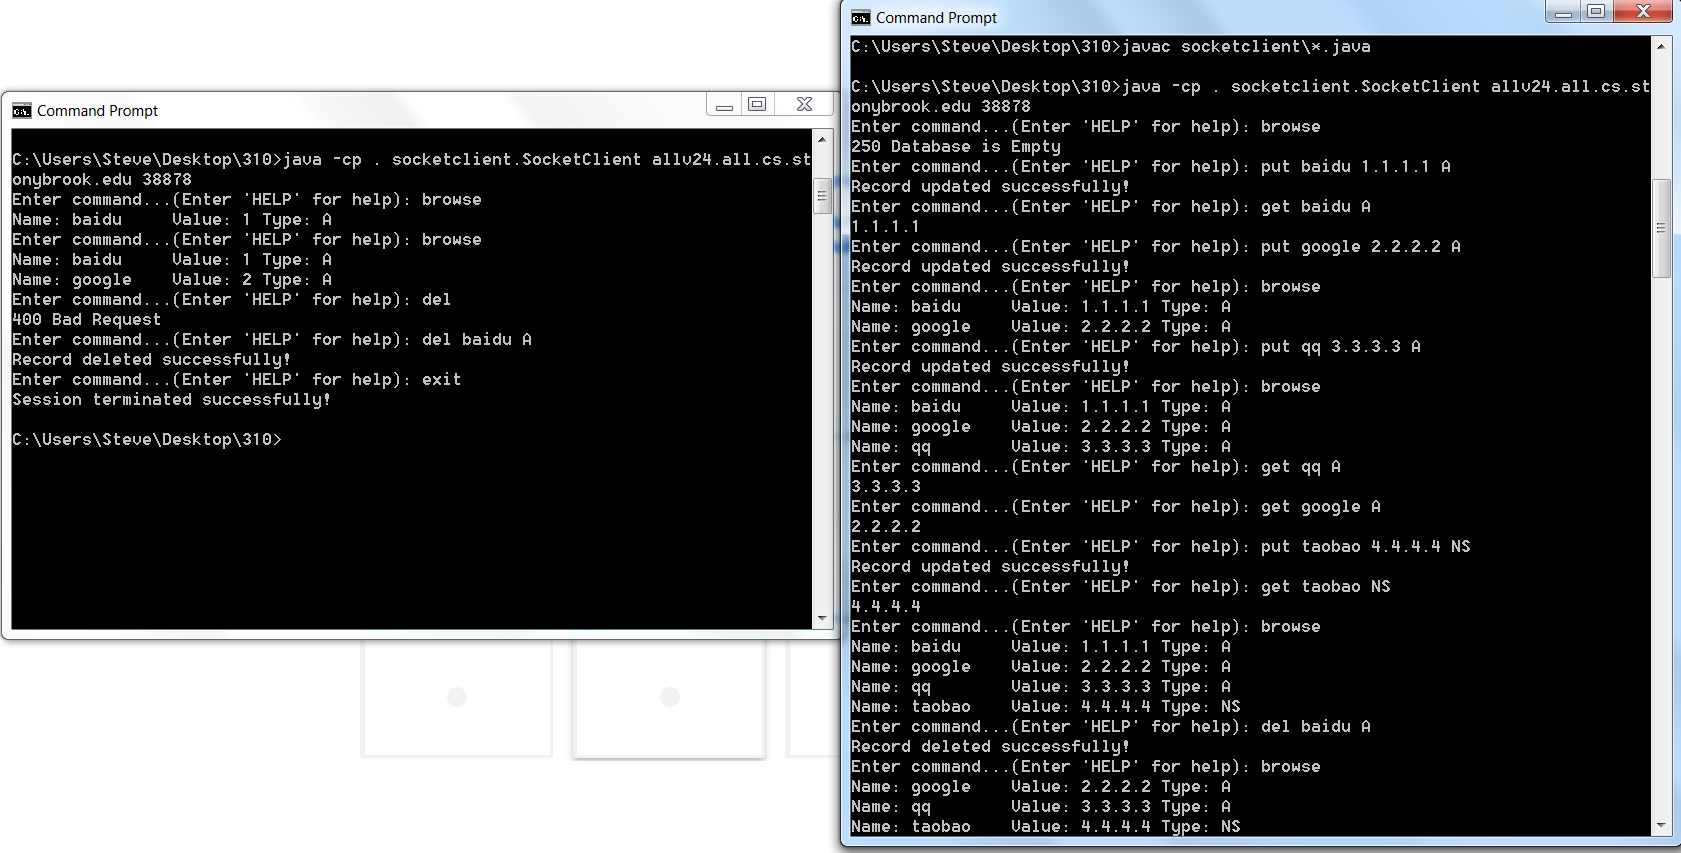 Command Prompt
C:\Users\Steve\Desktop\310>java -cp . socketclient.SocketClient allv24.all.cs.st
onybrook.edu 38878
Enter command...(Enter 'HELP' for help): browse
Name: baidu     Value: 1 Type: A
Enter command...(Enter 'HELP' for help): browse
Name: baidu     Value: 1 Type: A
Name: google    Value: 2 Type: A
Enter command...(Enter 'HELP' for help): del
400 Bad Request
Enter command...(Enter 'HELP' for help): del baidu A
Record deleted successfully!
Enter command...(Enter 'HELP' for help): exit
Session terminated successfully!
C:\Users\Steve\Desktop\310>
Command Prompt
C:\Users\Steve\Desktop\310>javac socketclient\*.java
C:\Users\Steve\Desktop\310>java -cp . socketclient.SocketClient allv24.all.cs.st
onybrook.edu 38878
Enter command...(Enter 'HELP' for help): browse
250 Database is Empty
Enter command...(Enter 'HELP' for help): put baidu 1.1.1.1 A
Record updated successfully!
Enter command...(Enter 'HELP' for help): get baidu A
1.1.1.1
Enter command...(Enter 'HELP' for help): put google 2.2.2.2 A
Record updated successfully!
Enter command...(Enter 'HELP' for help): browse
Name: baidu     Value: 1.1.1.1 Type: A
Name: google    Value: 2.2.2.2 Type: A
Enter command...(Enter 'HELP' for help): put qq 3.3.3.3 A
Record updated successfully!
Enter command...(Enter 'HELP' for help): browse
Name: baidu     Value: 1.1.1.1 Type: A
Name: google    Value: 2.2.2.2 Type: A
Name: qq        Value: 3.3.3.3 Type: A
Enter command...(Enter 'HELP' for help): get qq A
3.3.3.3
Enter command...(Enter 'HELP' for help): get google A
2.2.2.2
Enter command...(Enter 'HELP' for help): put taobao 4.4.4.4 NS
Record updated successfully!
Enter command...(Enter 'HELP' for help): get taobao NS
4.4.4.4
Enter command...(Enter 'HELP' for help): browse
Name: baidu     Value: 1.1.1.1 Type: A
Name: google    Value: 2.2.2.2 Type: A
Name: qq        Value: 3.3.3.3 Type: A
Name: taobao    Value: 4.4.4.4 Type: NS
Enter command...(Enter 'HELP' for help): del baidu A
Record deleted successfully!
Enter command...(Enter 'HELP' for help): browse
Name: google    Value: 2.2.2.2 Type: A
Name: qq        Value: 3.3.3.3 Type: A
Name: taobao    Value: 4.4.4.4 Type: NS